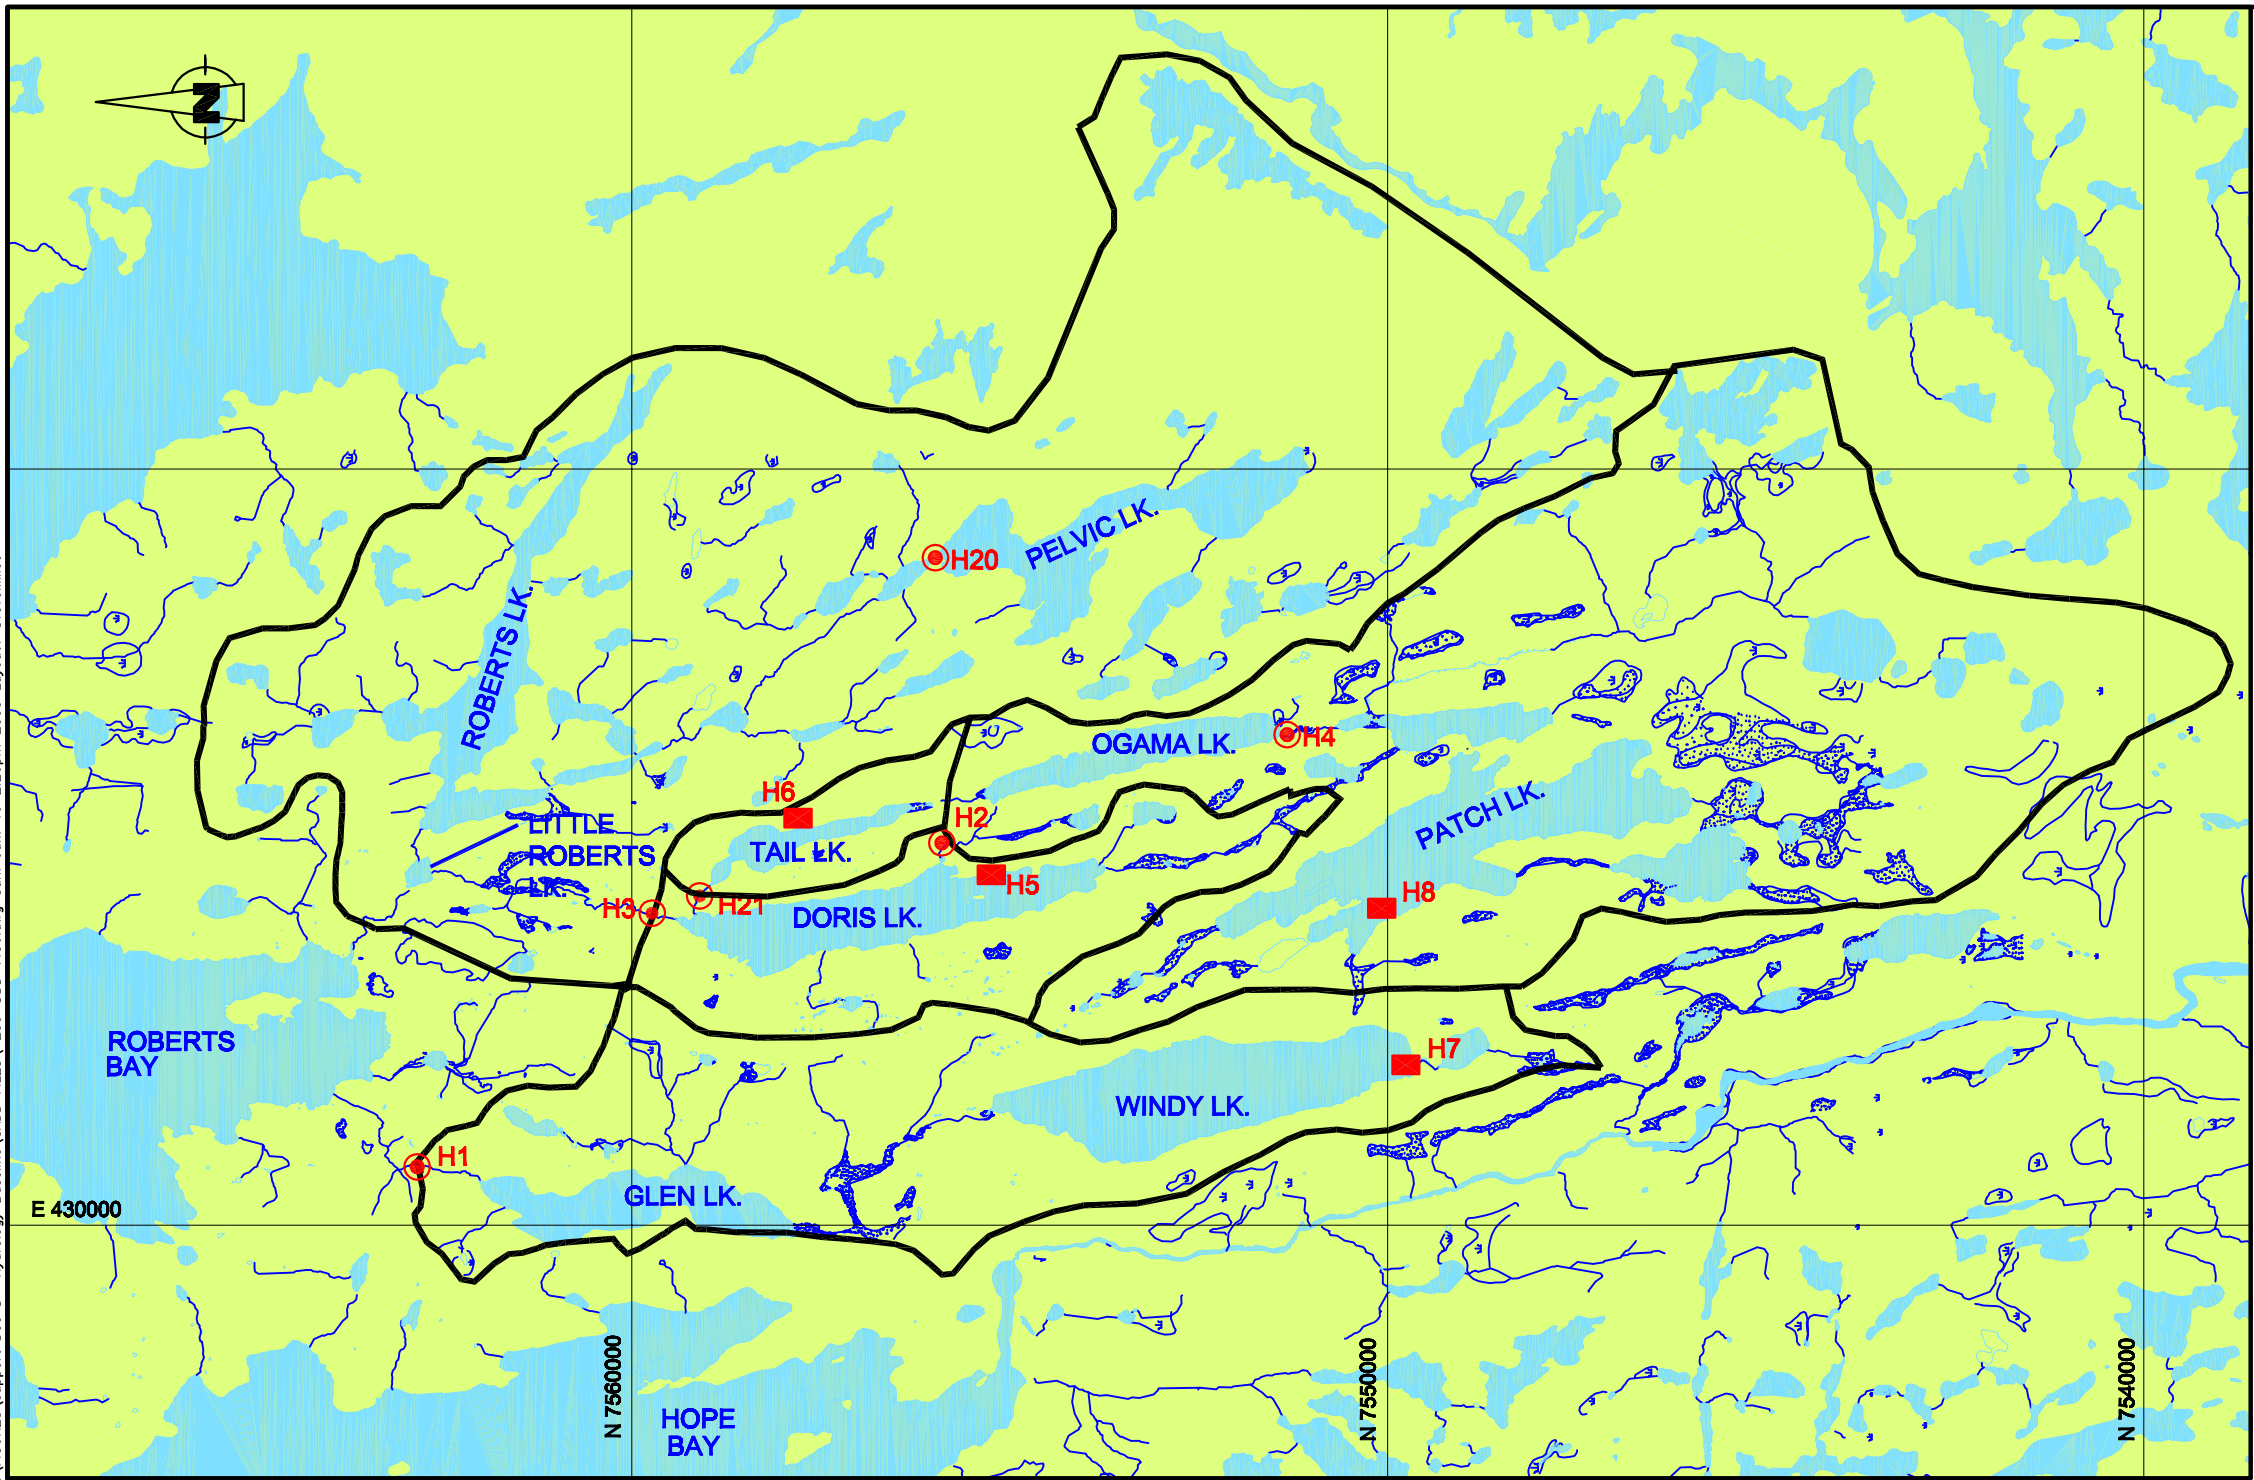 N
H20
PELVIC LK.
ROBERTS LK.
OGAMA LK.
H4
H6
LITTLE
ROBERTS
LK.
TAIL LK.
H2
PATCH LK.
H5
H8
H3
H21
DORIS LK.
ROBERTS
BAY
H7
WINDY LK.
H1
GLEN LK.
E 430000
N 7560000
N 7550000
N 7540000
HOPE
BAY